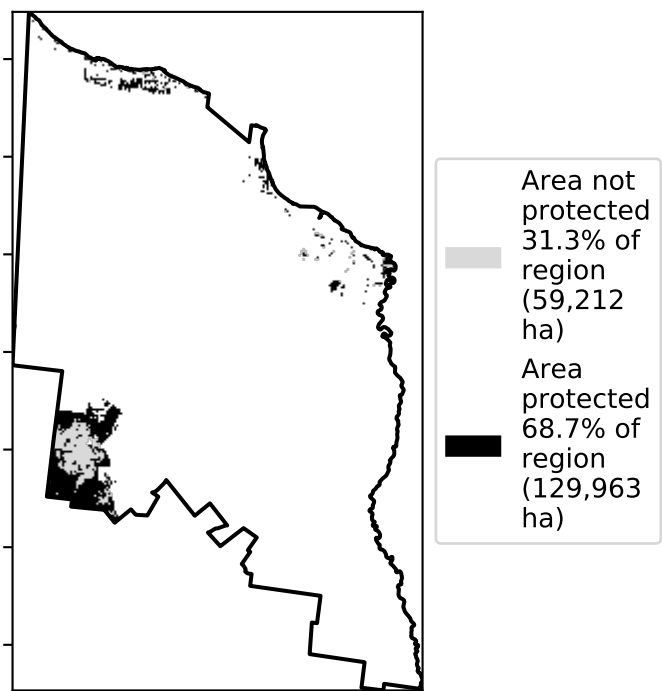 Area not
protected
31.3% of
region
(59,212
ha)
Area
protected
68.7% of
region
(129,963
ha)